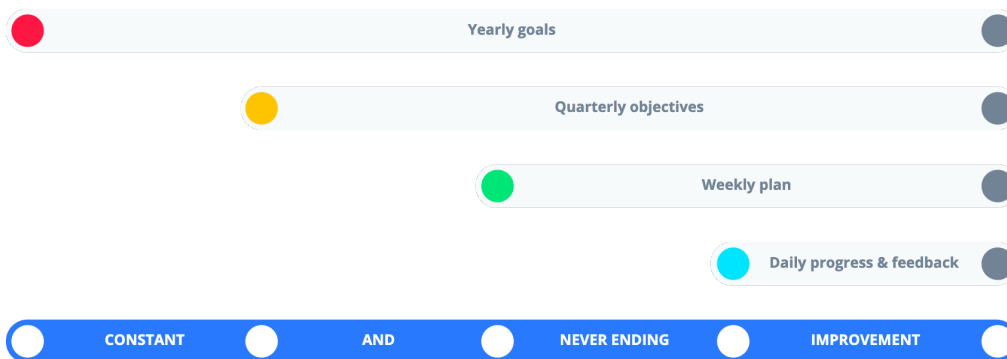 Yearly goals
Quarterly objectives
Weekly plan
Daily progress & feedback
CONSTANT AND NEVER ENDING IMPROVEMENT